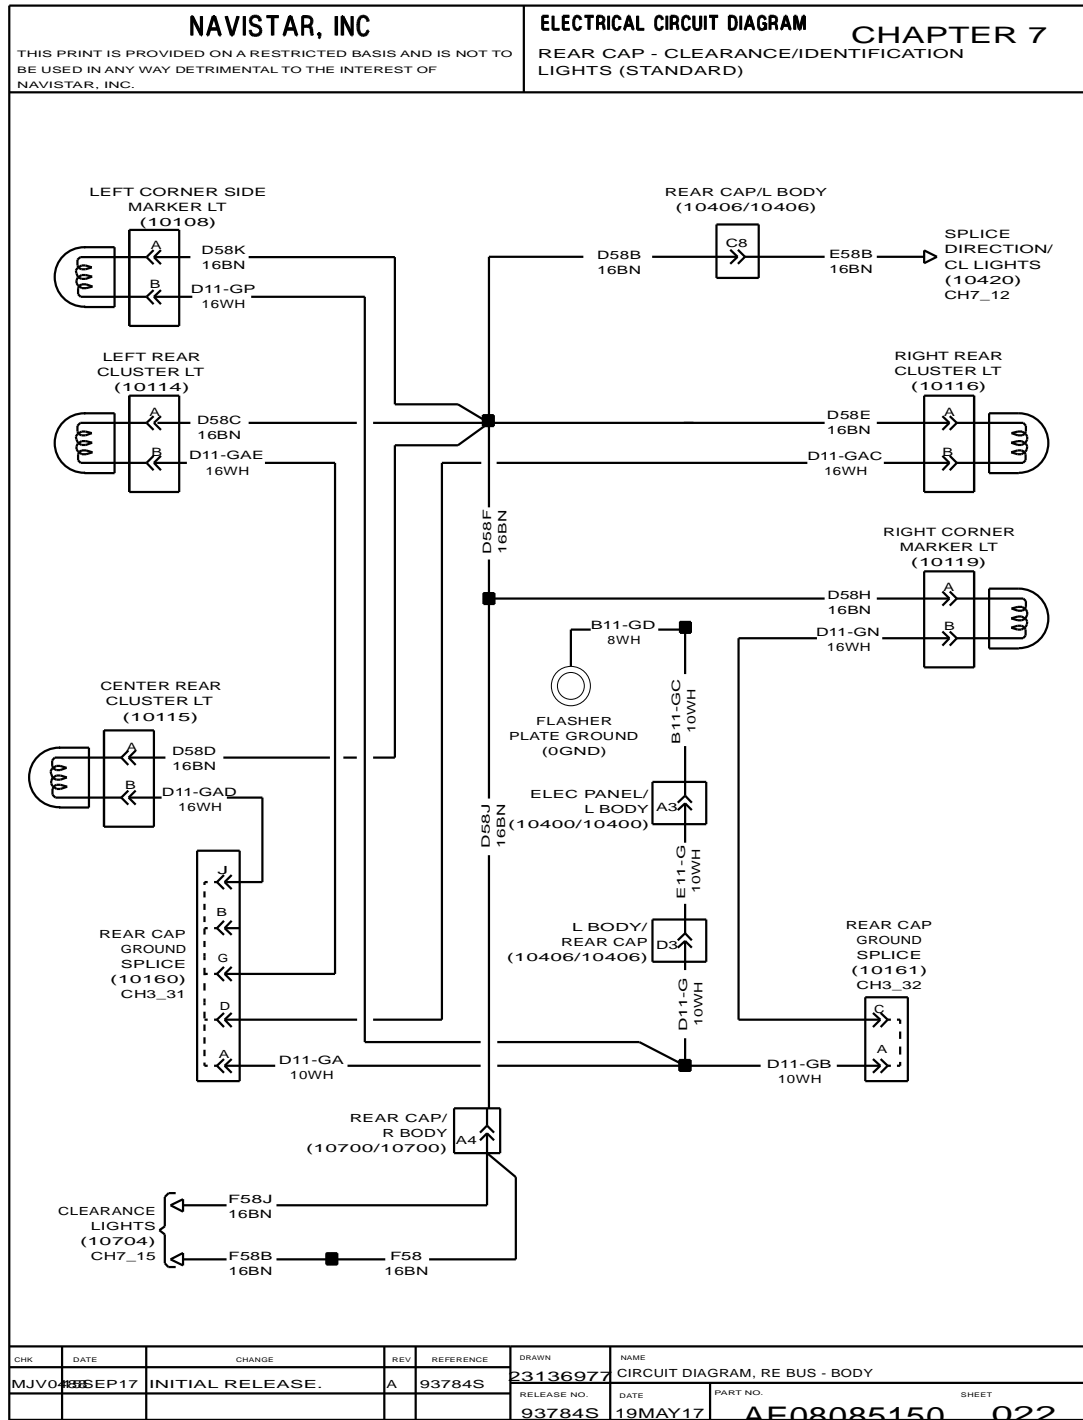 NAVISTAR, INC
THIS PRINT IS PROVIDED ON A RESTRICTED BASIS AND IS NOT TO
BE USED IN ANY WAY DETRIMENTAL TO THE INTEREST OF
NAVISTAR, INC.
ELECTRICAL CIRCUIT DIAGRAM
CHAPTER 7
REAR CAP - CLEARANCE/IDENTIFICATION
LIGHTS (STANDARD)
LEFT CORNER SIDE
MARKER LT
(10108)
A
D58K
16BN
B
D11-GP
16WH
REAR CAP/L BODY
(10406/10406)
D58B
16BN
C8
E58B
16BN
SPLICE
DIRECTION/
CL LIGHTS
(10420)
CH7_12
LEFT REAR
CLUSTER LT
(10114)
A
D58C
16BN
B
D11-GAE
16WH
RIGHT REAR
CLUSTER LT
(10116)
D58E
16BN
A
D11-GAC
16WH
B
D58F
16BN
RIGHT CORNER
MARKER LT
(10119)
D58H
16BN
A
D11-GN
16WH
B
B11-GD
8WH
FLASHER
PLATE GROUND
(0GND)
B11-GC
10WH
CENTER REAR
CLUSTER LT
(10115)
A
D58D
16BN
B
D11-GAD
16WH
D58J
16BN
ELEC PANEL/
L BODY
(10400/10400)
A3
E11-G
10WH
L BODY/
REAR CAP
(10406/10406)
D3
D11-G
10WH
REAR CAP
GROUND
SPLICE
(10160)
CH3_31
J
B
G
D
A
D11-GA
10WH
REAR CAP
GROUND
SPLICE
(10161)
CH3_32
C
A
D11-GB
10WH
REAR CAP/
R BODY
(10700/10700)
A4
CLEARANCE
LIGHTS
(10704)
CH7_15
F58J
16BN
F58B
16BN
F58
16BN
CHK DATE CHANGE REV REFERENCE
INITIAL RELEASE. A 93784S
DRAWN
23136977
NAME
CIRCUIT DIAGRAM, RE BUS - BODY
RELEASE NO.
93784S
DATE
19MAY17
PART NO.
AE08085150
SHEET
022